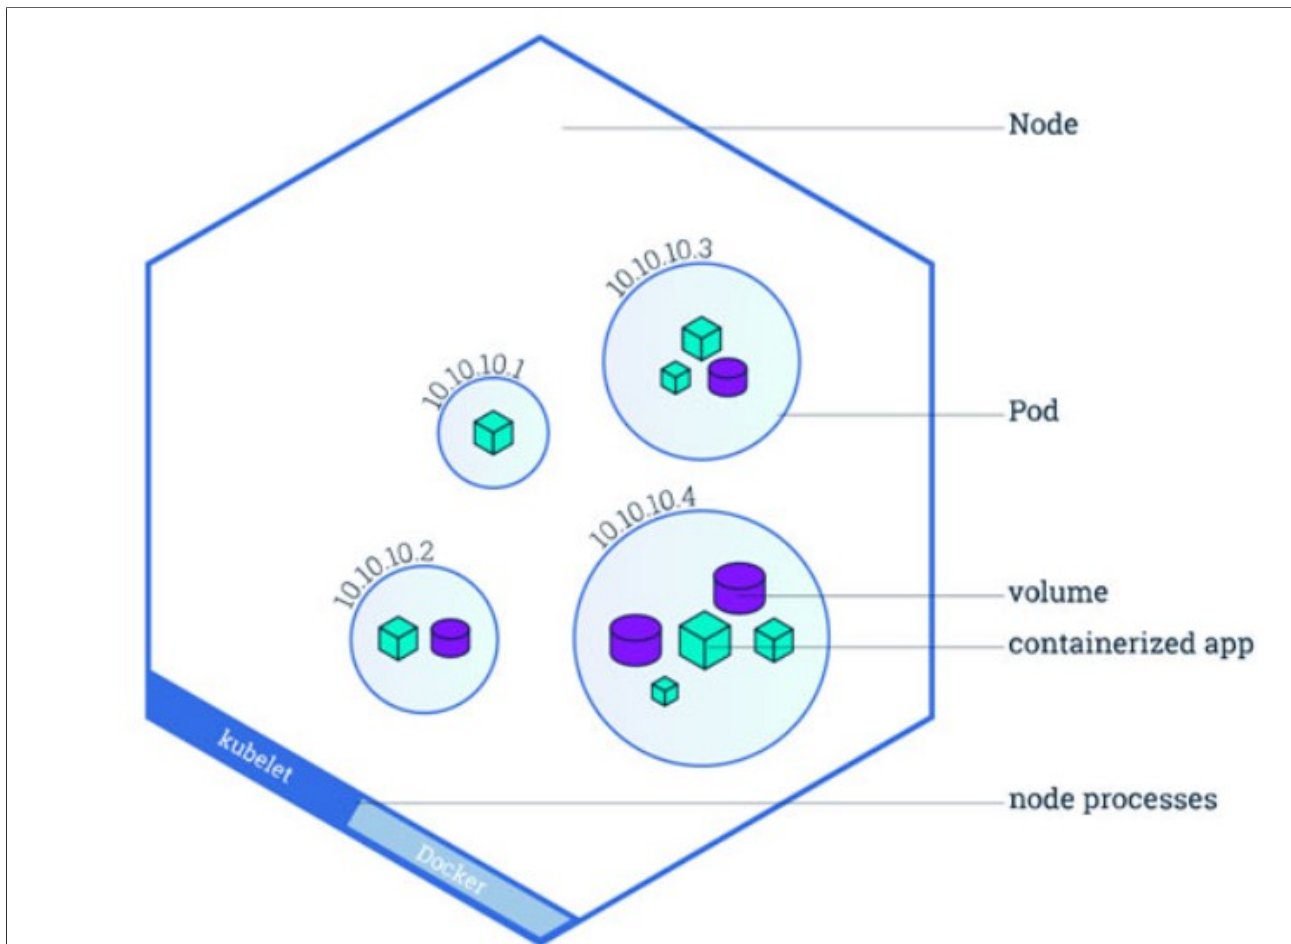 Node
10.10.10.3
10.10.10.1
Pod
10.10.10.4
10.10.10.2
volume
containerized app
kubelet
node processes
Docker